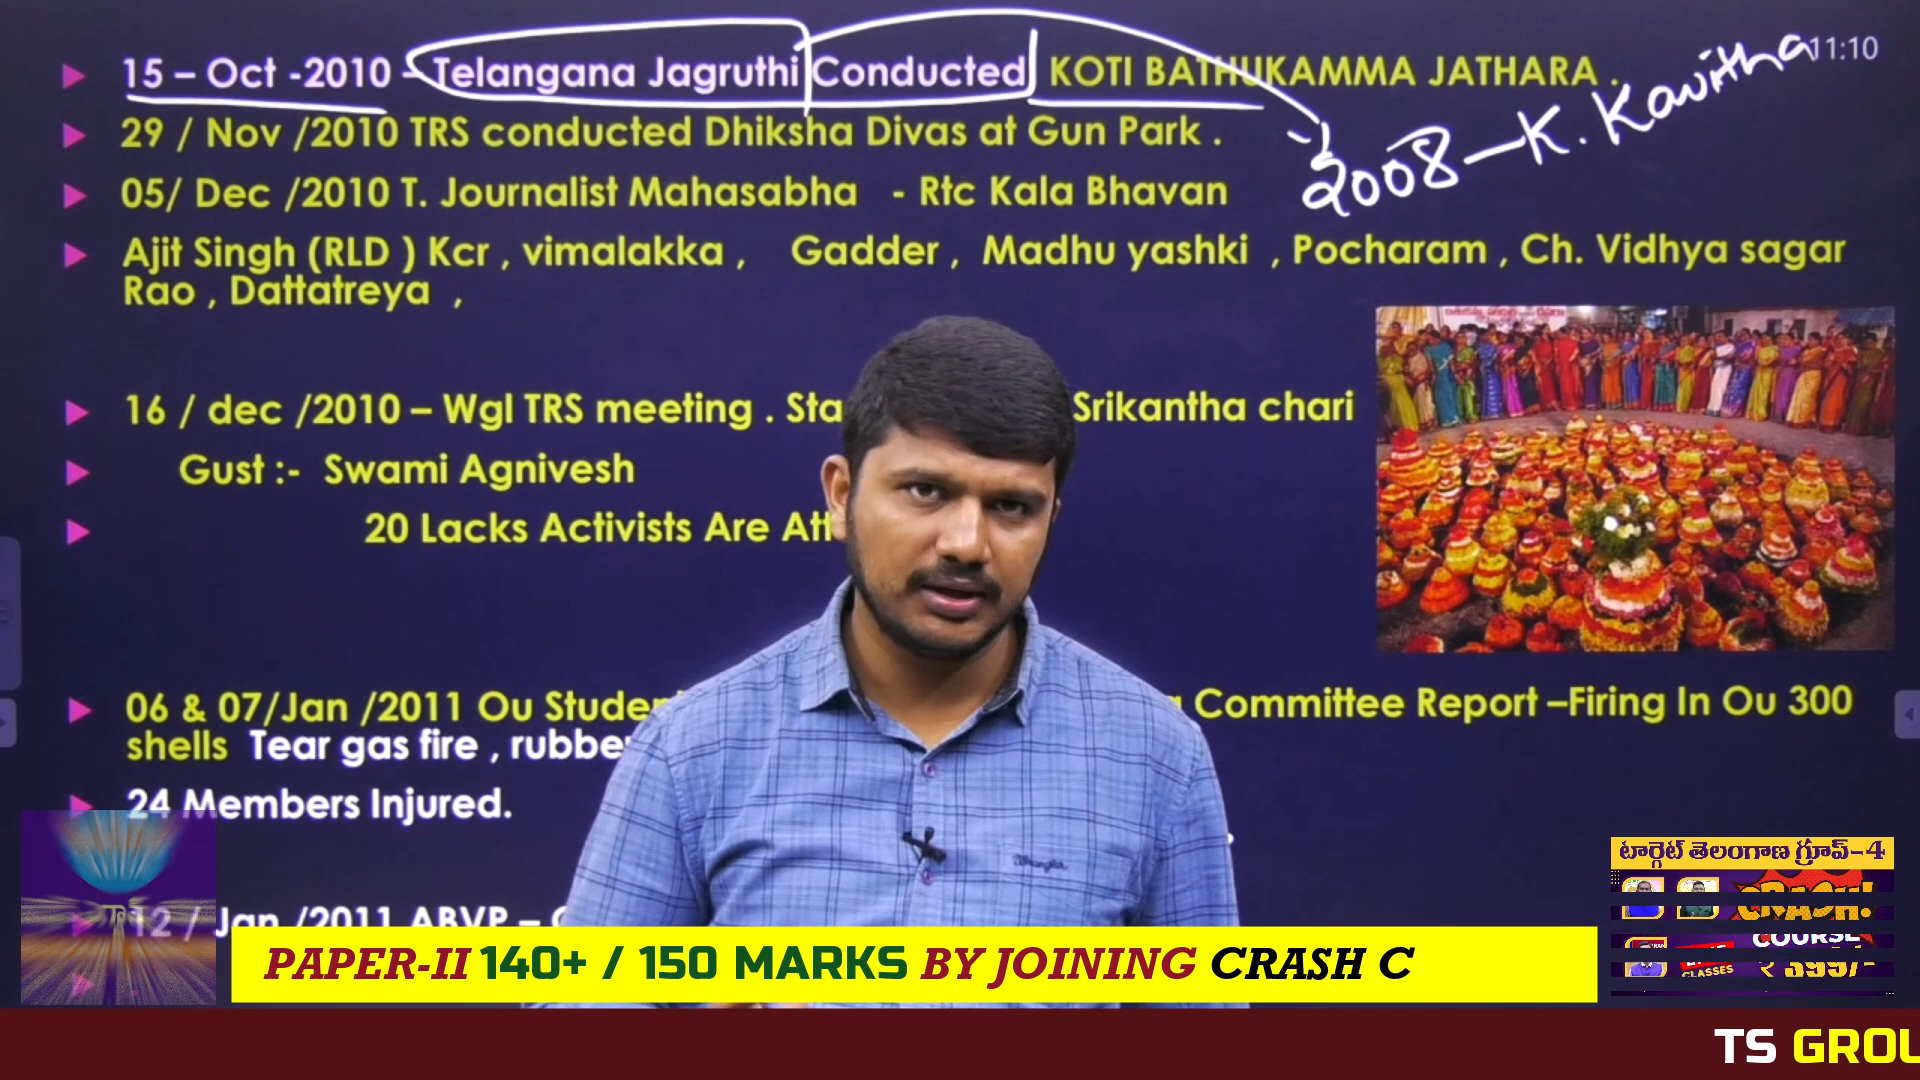 15 – Oct -2010 – Telangana Jagruthi Conducted KOTI BATHUKAMMA JATHARA .
11:10
2008 – K. Kavitha
29 / Nov /2010 TRS conducted Dhiksha Divas at Gun Park .
05/ Dec /2010 T. Journalist Mahasabha - Rtc Kala Bhavan
Ajit Singh (RLD ) Kcr , vimalakka , Gadder , Madhu yashki , Pocharam , Ch. Vidhya sagar
Rao , Dattatreya ,
16 / dec /2010 – Wgl TRS meeting . Sta Srikantha chari
Gust :- Swami Agnivesh
20 Lacks Activists Are Att
06 & 07/Jan /2011 Ou Studen Committee Report –Firing In Ou 300
shells Tear gas fire , rubbe
24 Members Injured.
12 / Jan /2011 ABVP –
టార్గెట్ తెలంగాణ గ్రూప్-4
CRASH!
COURSE
CLASSES
₹ 399/-
PAPER-II 140+ / 150 MARKS BY JOINING CRASH C
TS GROU